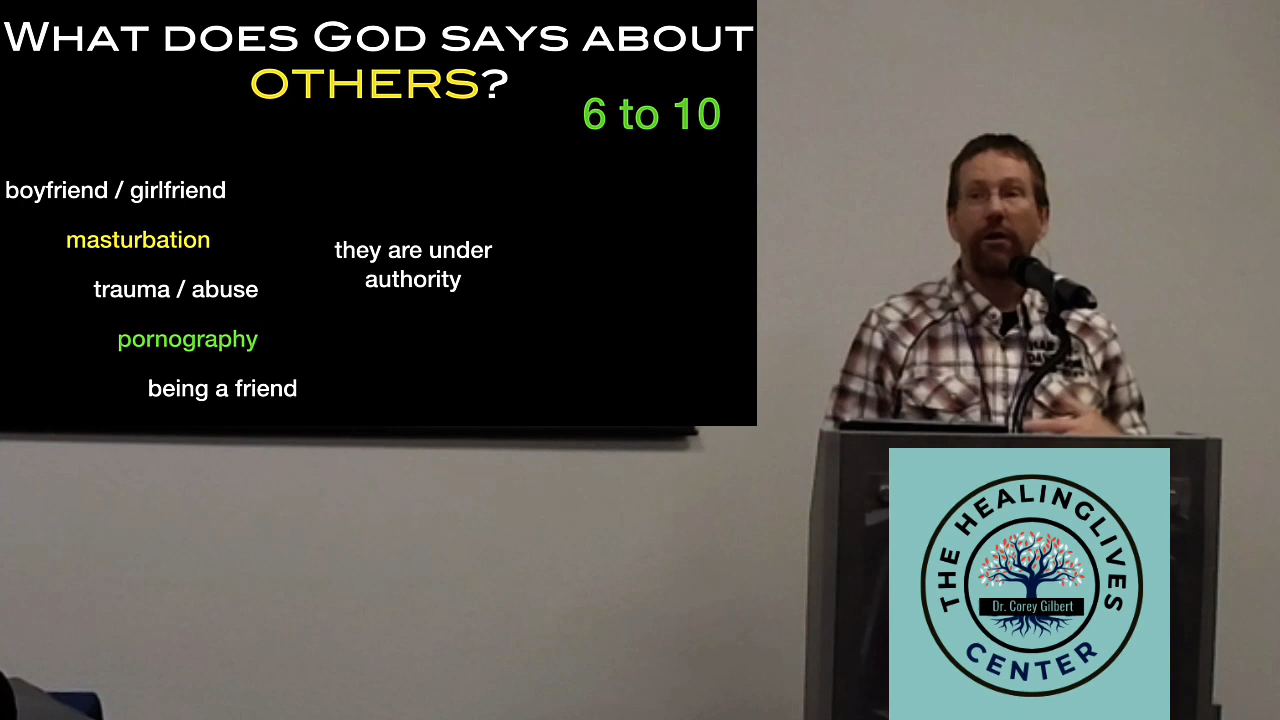 WHAT DOES GOD SAYS ABOUT
OTHERS?
6 to 10
boyfriend / girlfriend
masturbation
they are under
authority
trauma / abuse
pornography
being a friend
THE HEALINGLIVES
Dr. Corey Gilbert
CENTER